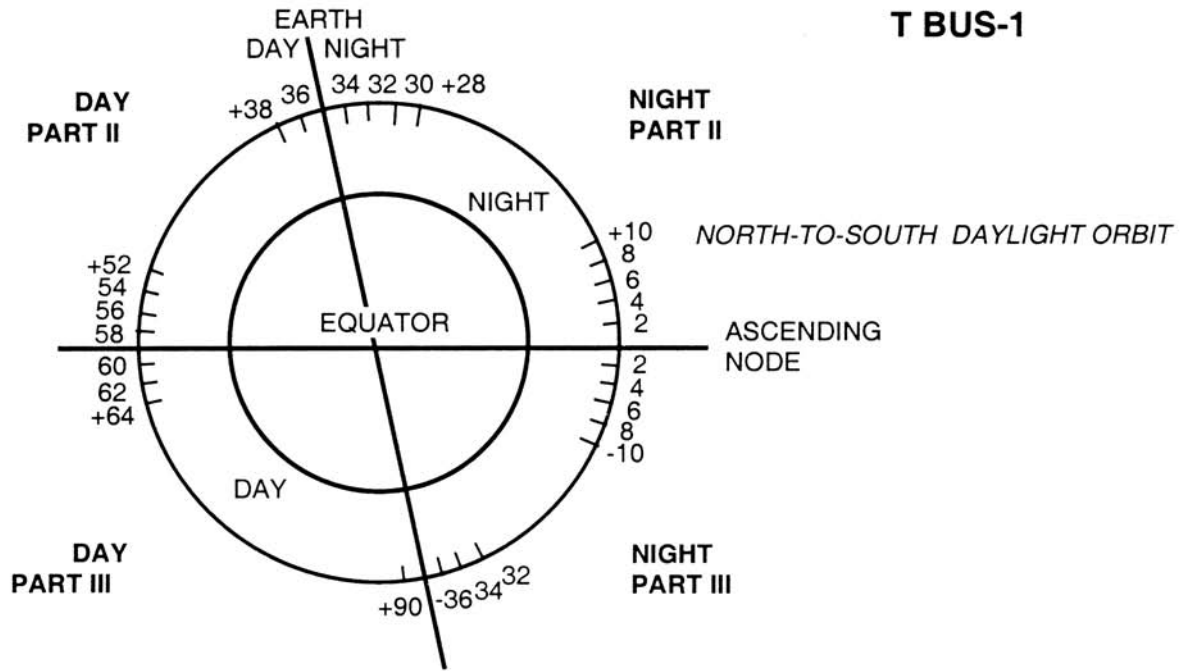 T BUS-1
EARTH
DAY NIGHT
DAY
PART II
+38 36 34 32 30 +28
NIGHT
PART II
NIGHT
NORTH-TO-SOUTH DAYLIGHT ORBIT
+10
8
6
4
2
+52
54
56
58
EQUATOR
ASCENDING
NODE
60
62
+64
2
4
6
8
-10
DAY
DAY
PART III
NIGHT
PART III
+90 -36 34 32